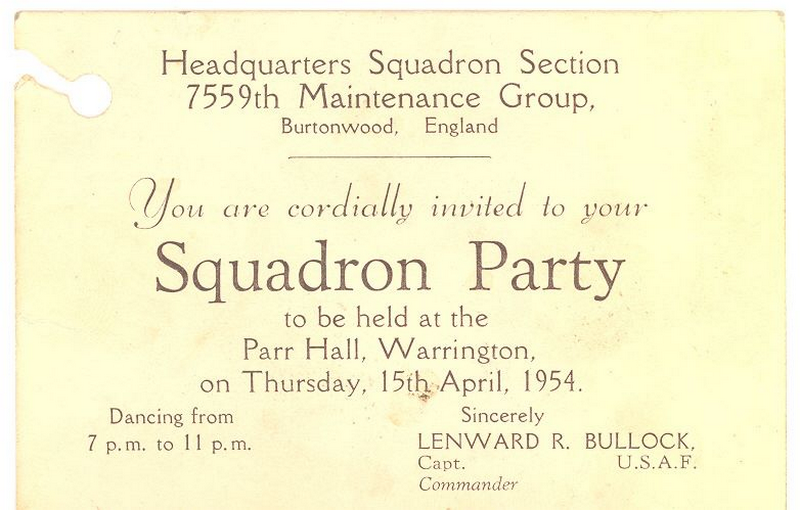 Headquarters Squadron Section
7559th Maintenance Group,
Burtonwood, England
You are cordially invited to your
Squadron Party
to be held at the
Parr Hall, Warrington,
on Thursday, 15th April, 1954.
Dancing from
7 p.m. to 11 p.m.
Sincerely
LENWARD R. BULLOCK,
Capt. U.S.A.F.
Commander